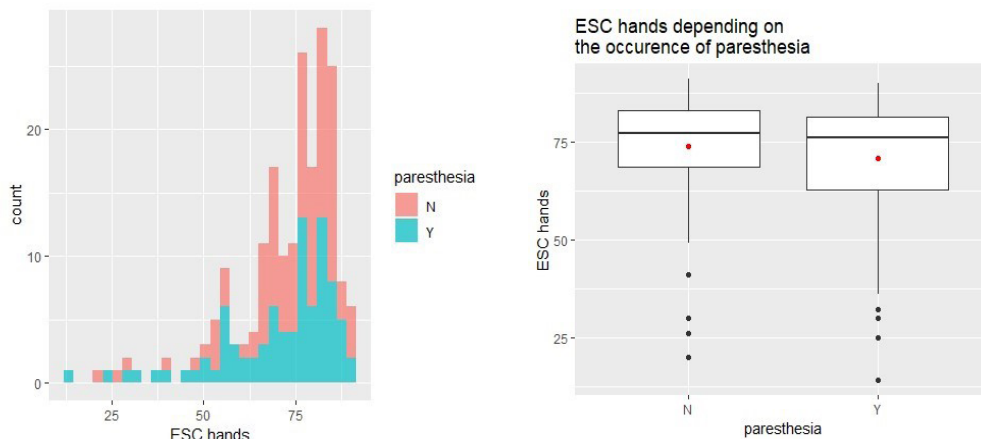 20
10
0
count
25
50
75
ESC hands
paresthesia
N
Y
ESC hands depending on
the occurence of paresthesia
75
50
25
ESC hands
N
Y
paresthesia